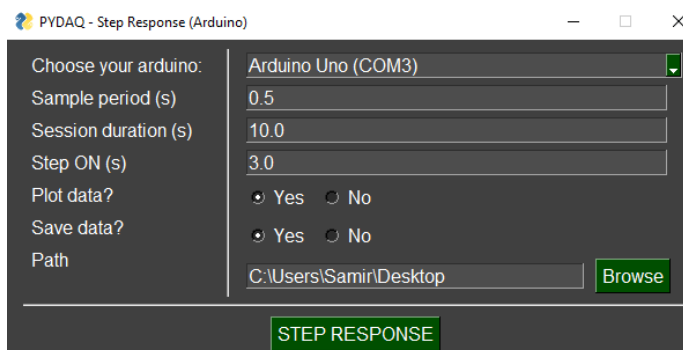 PYDAQ - Step Response (Arduino)
Choose your arduino: Arduino Uno (COM3)
Sample period (s) 0.5
Session duration (s) 10.0
Step ON (s) 3.0
Plot data? Yes No
Save data? Yes No
Path C:\Users\Samir\Desktop Browse
STEP RESPONSE